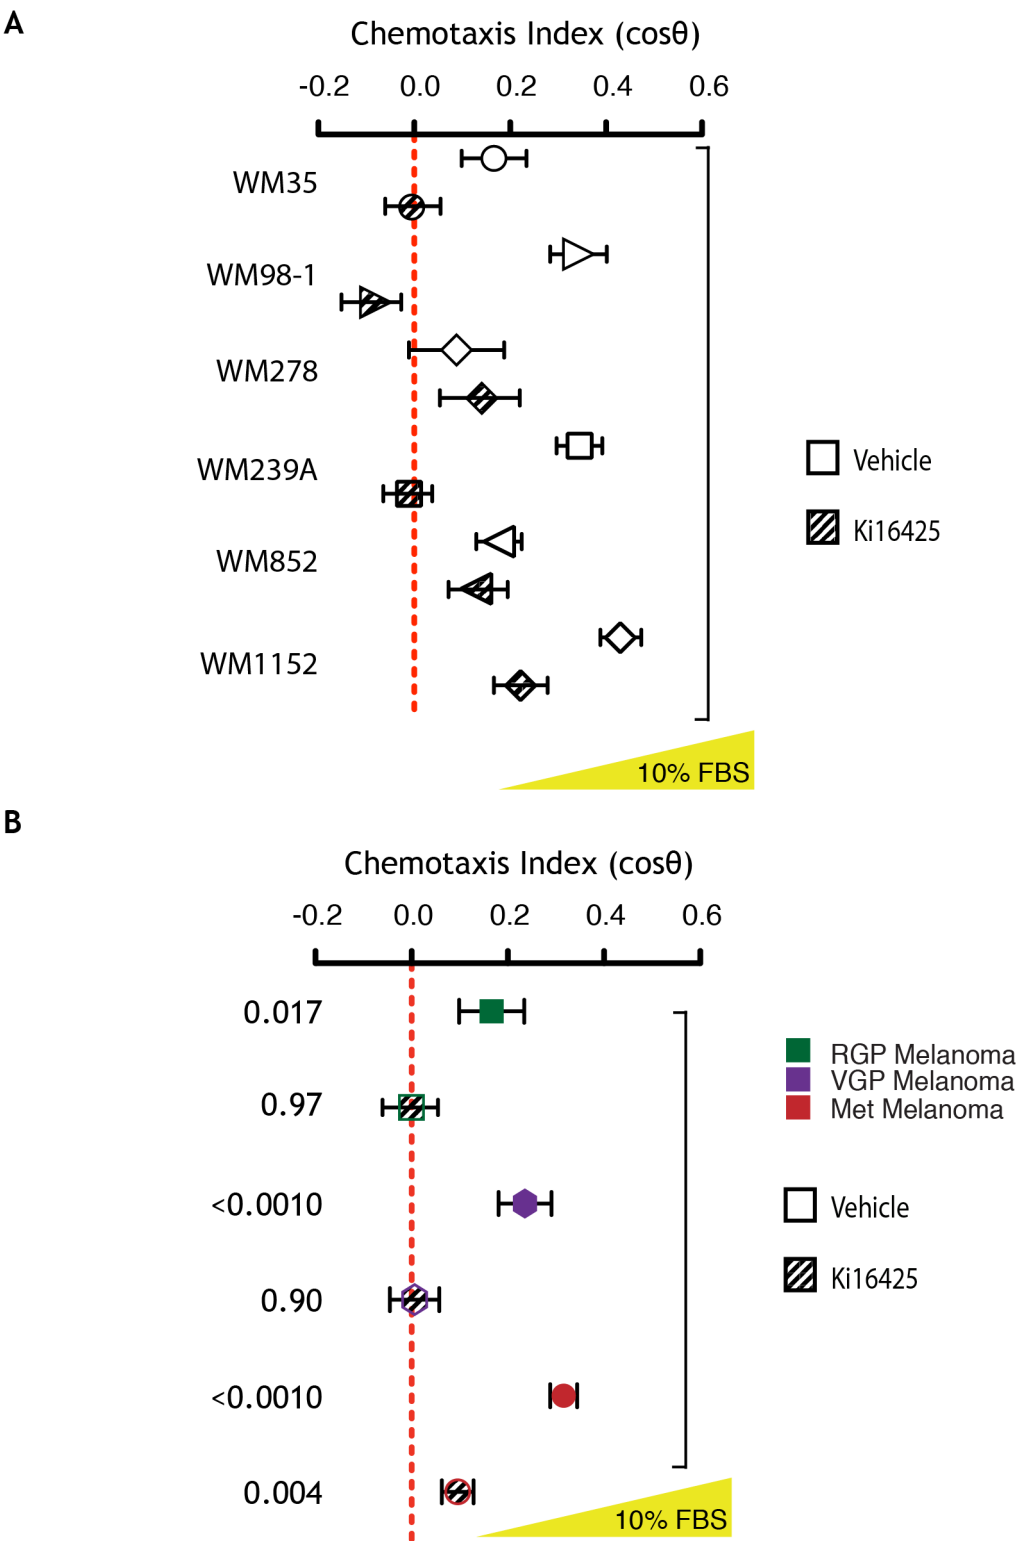 A
Chemotaxis Index (cosθ)
-0.2 0.0 0.2 0.4 0.6
WM35
WM98-1
WM278
WM239A
WM852
WM1152
Vehicle
Ki16425
10% FBS
B
Chemotaxis Index (cosθ)
-0.2 0.0 0.2 0.4 0.6
0.017
0.97
<0.0010
0.90
<0.0010
0.004
RGP Melanoma
VGP Melanoma
Met Melanoma
Vehicle
Ki16425
10% FBS